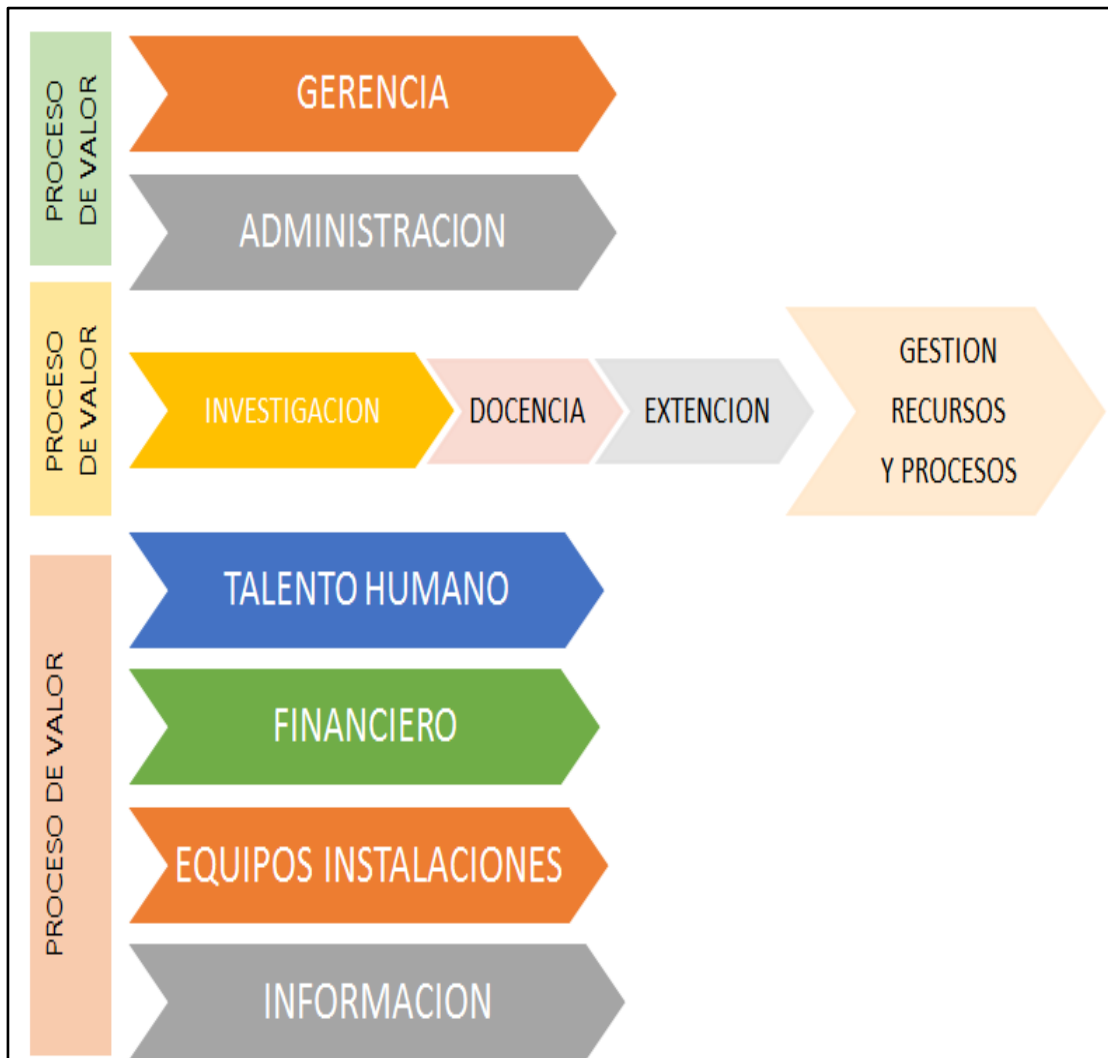 PROCESO
DE VALOR
GERENCIA
ADMINISTRACION
PROCESO
DE VALOR
INVESTIGACION
DOCENCIA
EXTENCION
GESTION
RECURSOS
Y PROCESOS
PROCESO DE VALOR
TALENTO HUMANO
FINANCIERO
EQUIPOS INSTALACIONES
INFORMACION